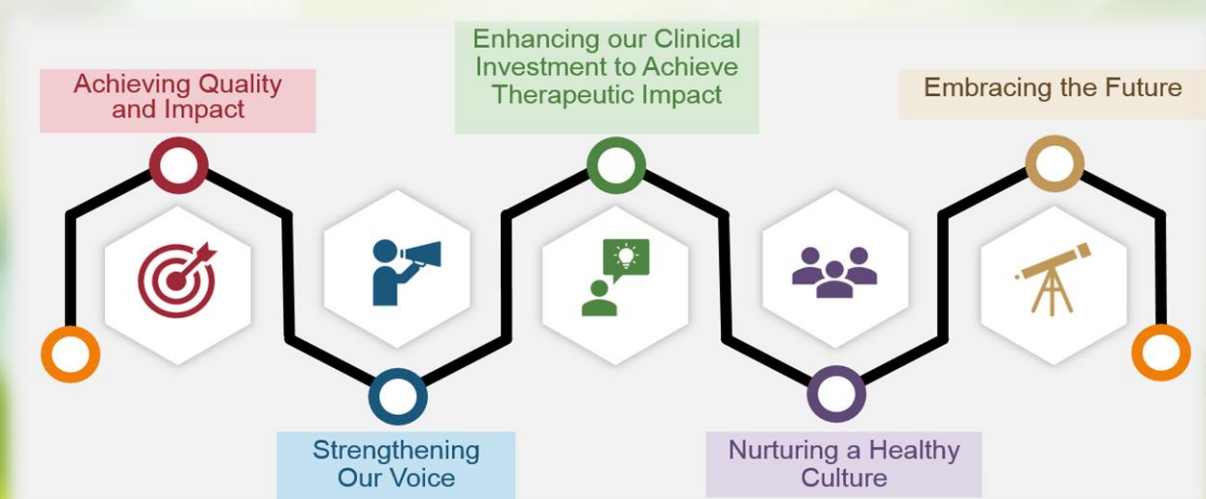 Achieving Quality
and Impact
Strengthening
Our Voice
Enhancing our Clinical
Investment to Achieve
Therapeutic Impact
Nurturing a Healthy
Culture
Embracing the Future